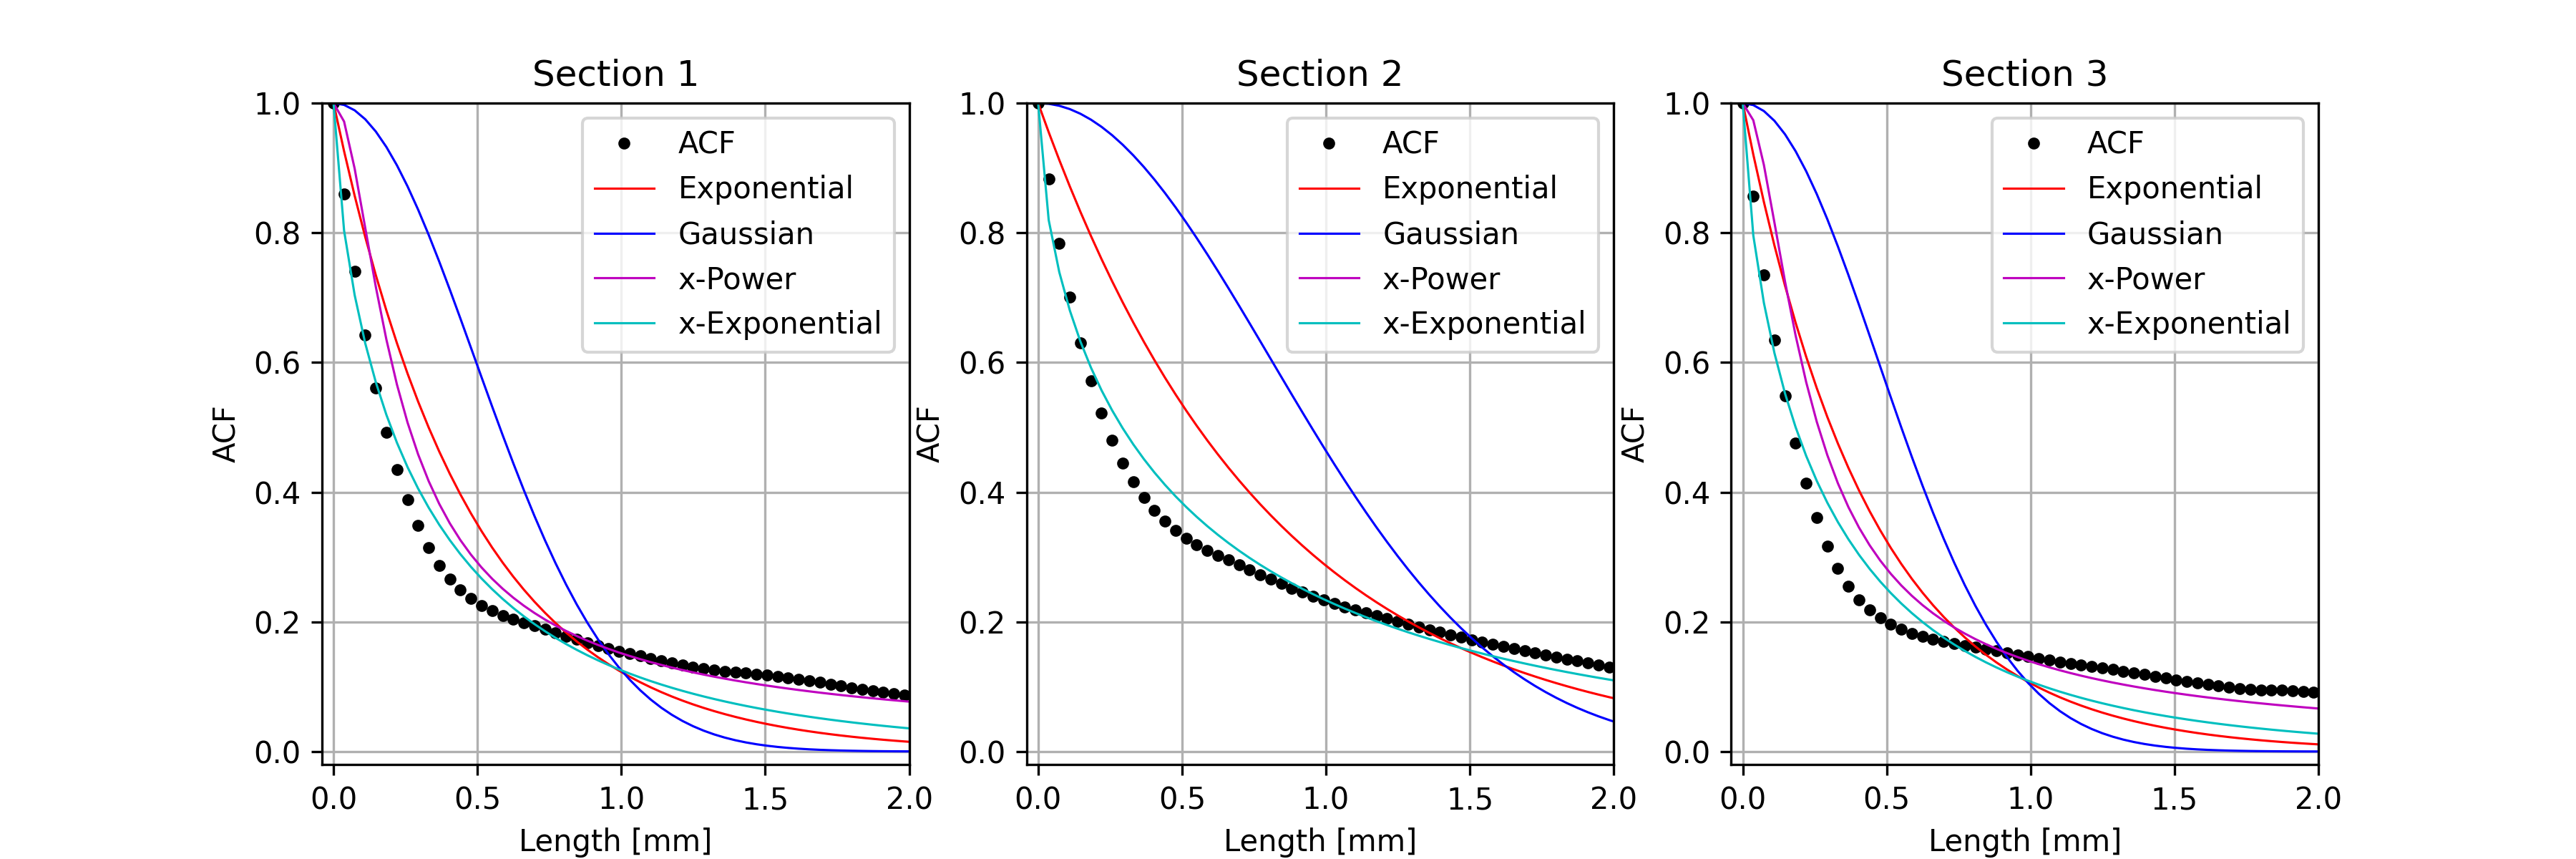 Section 1
ACF
1.0
0.8
0.6
0.4
0.2
0.0
ACF
Exponential
Gaussian
x-Power
x-Exponential
0.0 0.5 1.0 1.5 2.0
Length [mm]
Section 2
ACF
1.0
0.8
0.6
0.4
0.2
0.0
ACF
Exponential
Gaussian
x-Power
x-Exponential
0.0 0.5 1.0 1.5 2.0
Length [mm]
Section 3
ACF
1.0
0.8
0.6
0.4
0.2
0.0
ACF
Exponential
Gaussian
x-Power
x-Exponential
0.0 0.5 1.0 1.5 2.0
Length [mm]